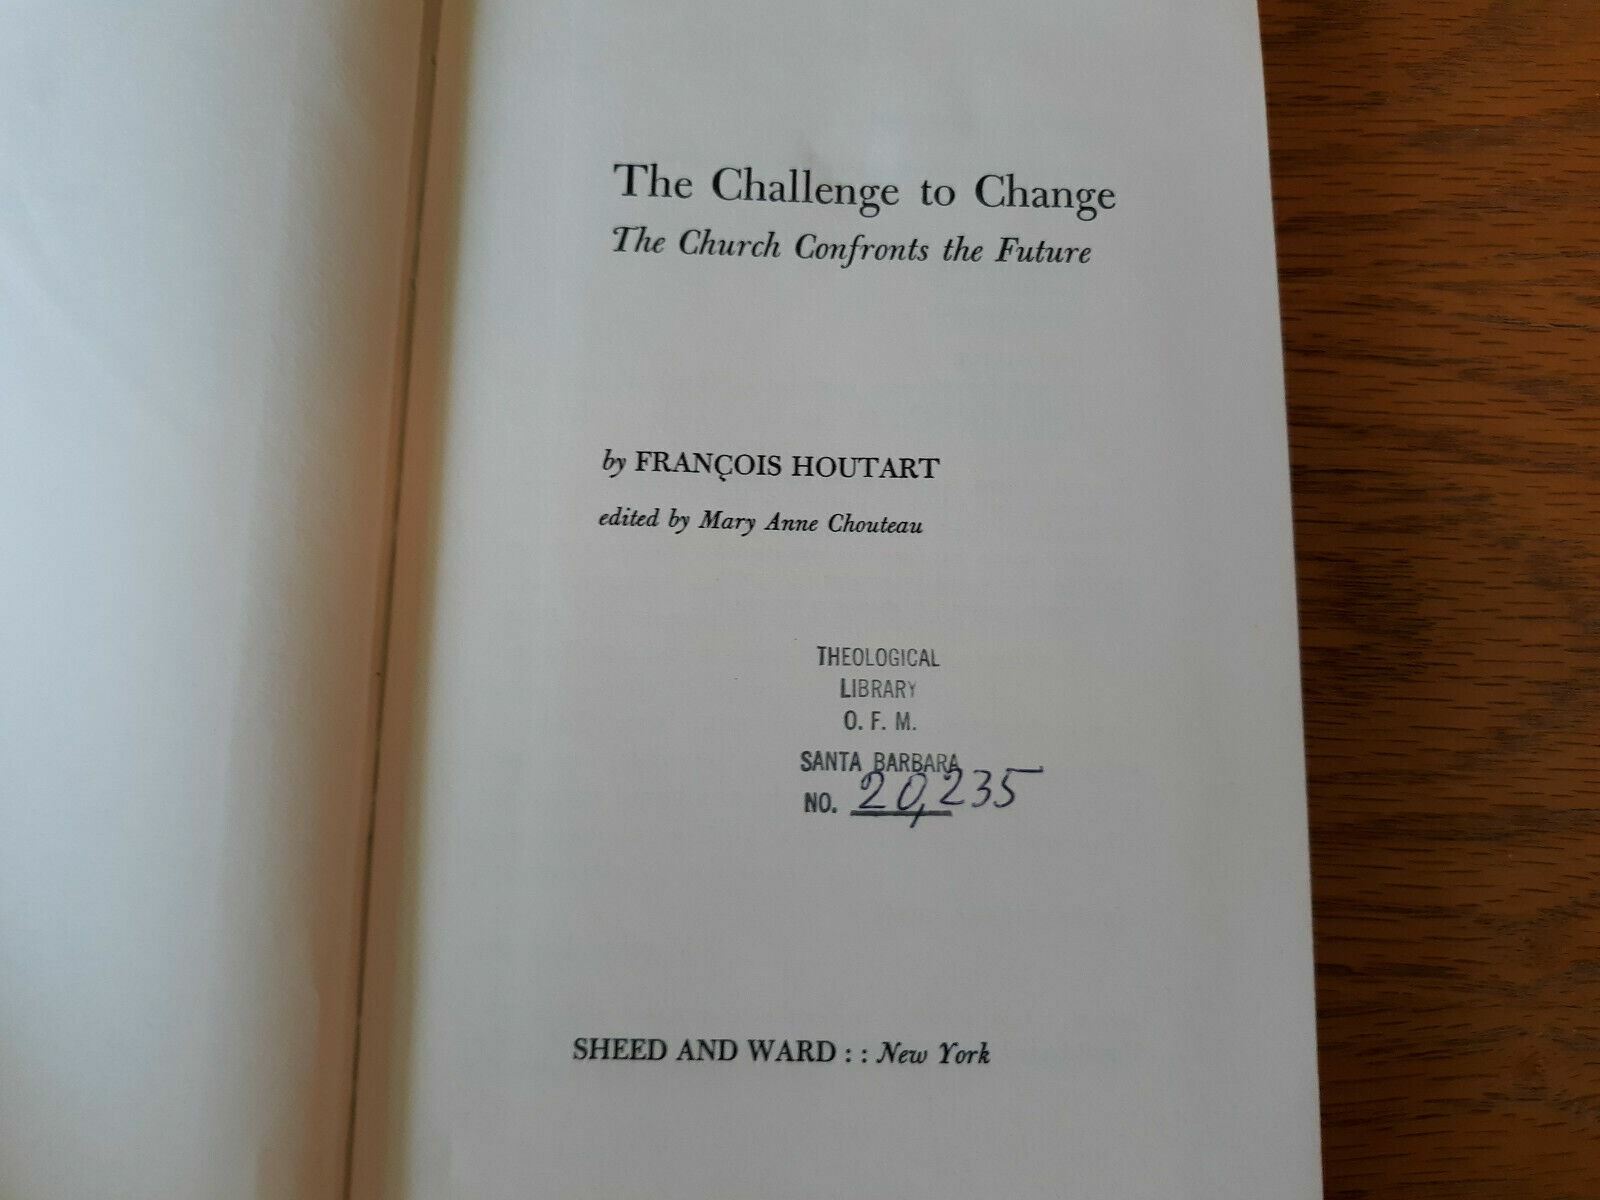 The Challenge to Change
The Church Confronts the Future
by FRANÇOIS HOUTART
edited by Mary Anne Chouteau
THEOLOGICAL
LIBRARY
O. F. M.
SANTA BARBARA
NO. 20,235
SHEED AND WARD : : New York